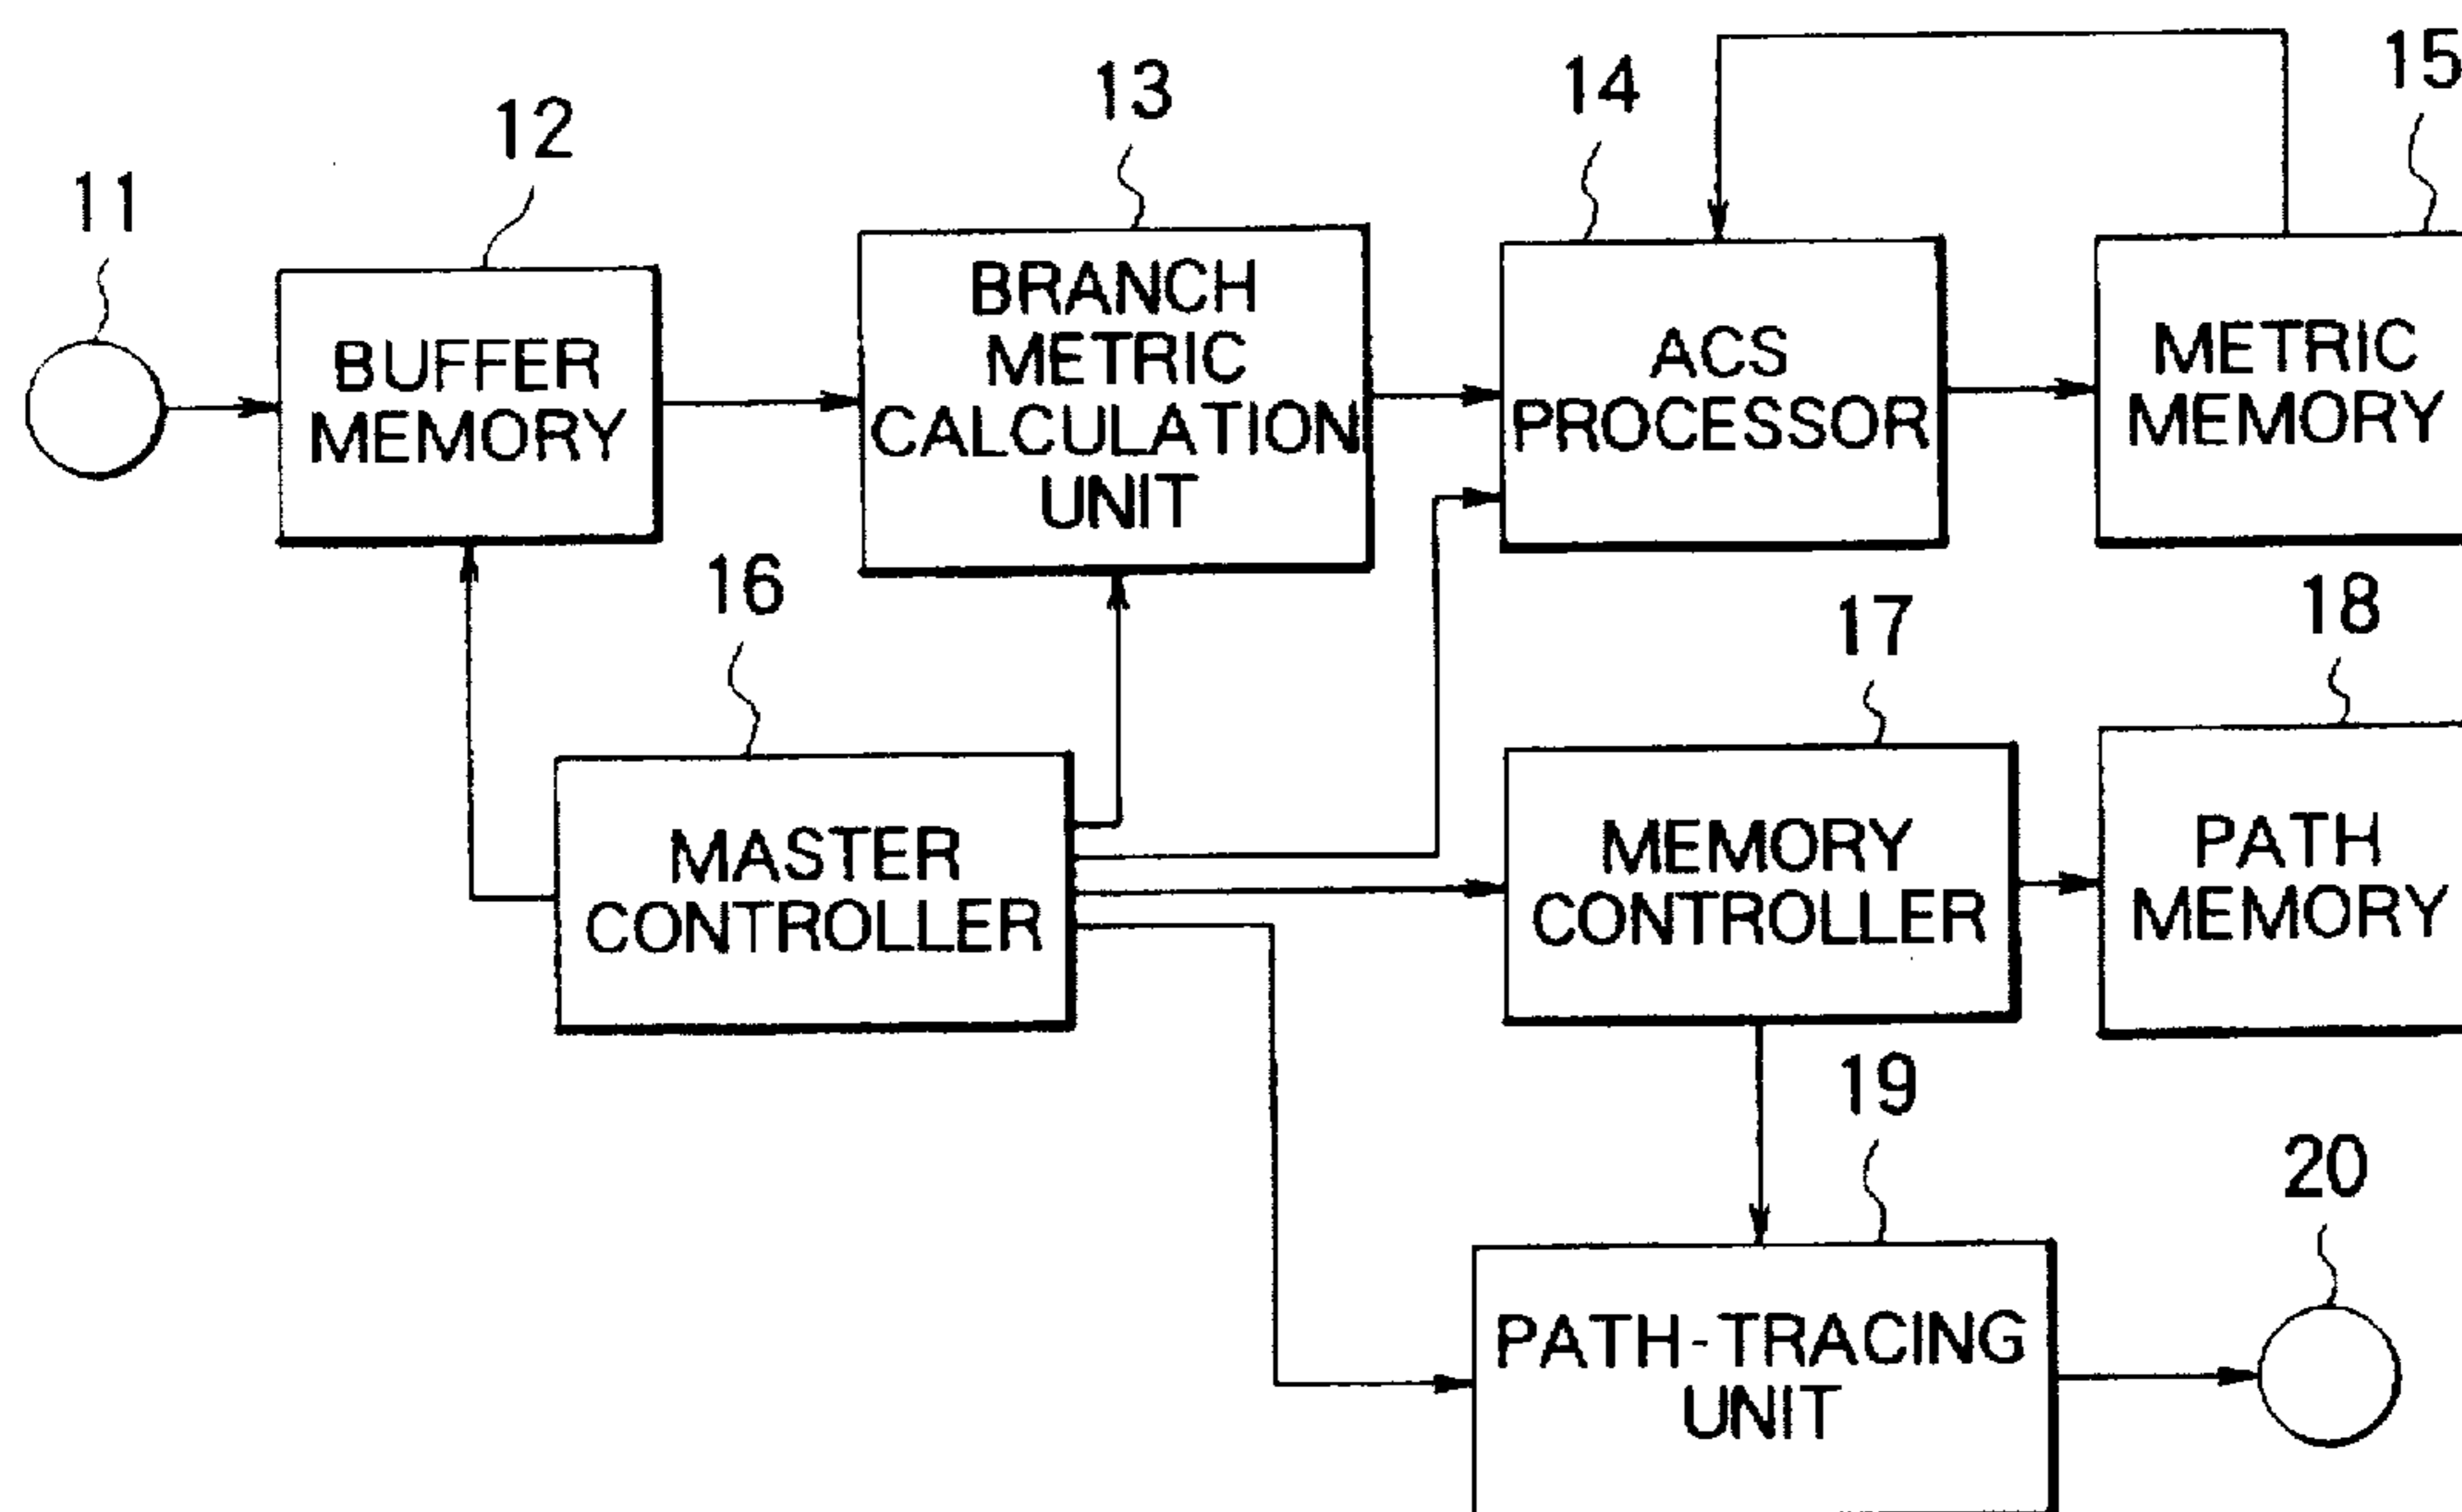 11
12
13
14
15
BUFFER
MEMORY
BRANCH
METRIC
CALCULATION
UNIT
ACS
PROCESSOR
METRIC
MEMORY
16
17
18
MASTER
CONTROLLER
MEMORY
CONTROLLER
PATH
MEMORY
19
20
PATH-TRACING
UNIT